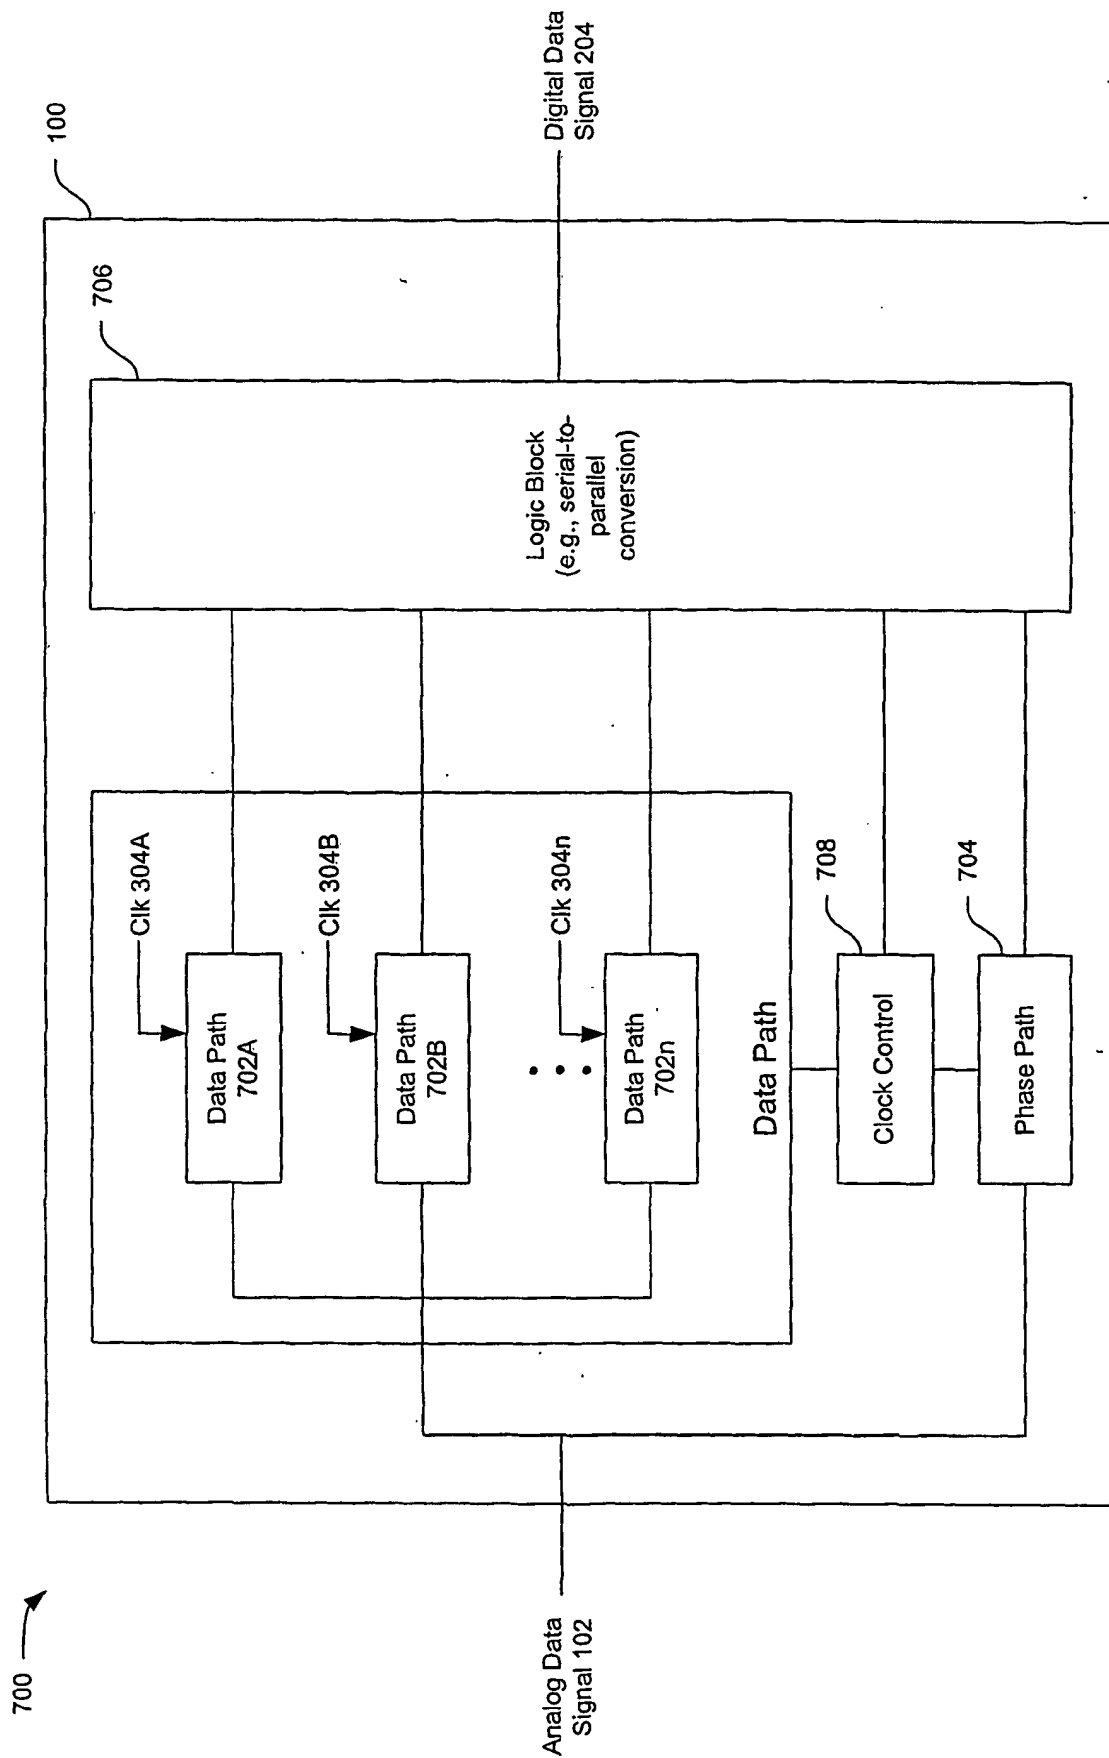 700
100
706
Analog Data
Signal 102
Clk 304A
Data Path
702A
Clk 304B
Data Path
702B
Clk 304n
Data Path
702n
Data Path
708
Clock Control
704
Phase Path
Logic Block
(e.g., serial-to-
parallel
conversion)
Digital Data
Signal 204